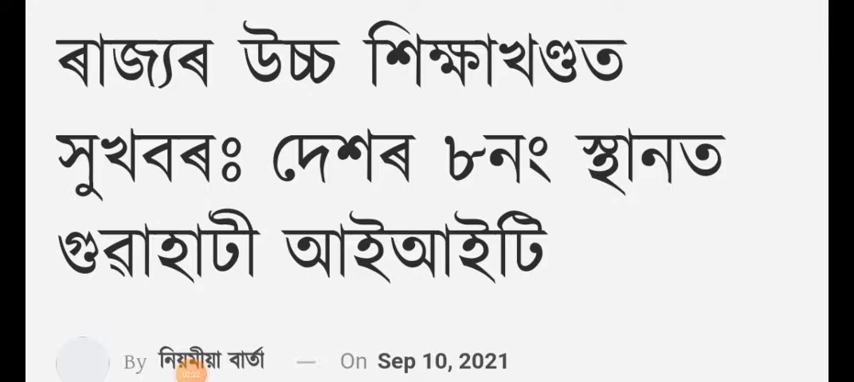 ৰাজ্যৰ উচ্চ শিক্ষাখণ্ডত
সুখবৰঃ দেশৰ ৮নং স্থানত
গুৱাহাটী আইআইটি
By নিয়মীয়া বাৰ্তা — On Sep 10, 2021